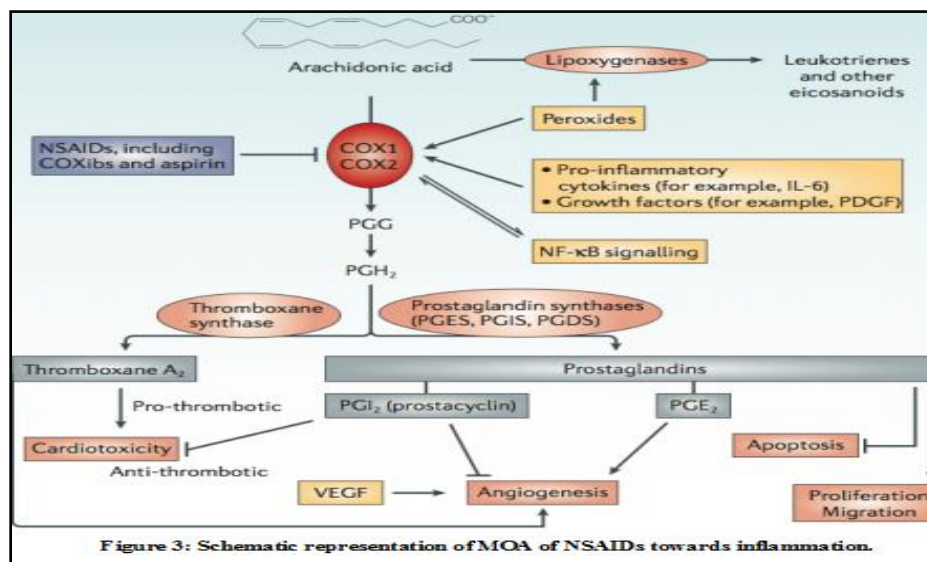 COO⁻
Arachidonic acid
Lipoxygenases
Leukotrienes
and other
eicosanoids
Peroxides
NSAIDs, including
COXibs and aspirin
COX1
COX2
• Pro-inflammatory
cytokines (for example, IL-6)
• Growth factors (for example, PDGF)
PGG
NF-κB signalling
PGH₂
Thromboxane
synthase
Prostaglandin synthases
(PGES, PGIS, PGDS)
Thromboxane A₂
Prostaglandins
Pro-thrombotic
PGI₂ (prostacyclin)
PGE₂
Cardiotoxicity
Anti-thrombotic
Apoptosis
VEGF
Angiogenesis
Proliferation
Migration
Figure 3: Schematic representation of MOA of NSAIDs towards inflammation.